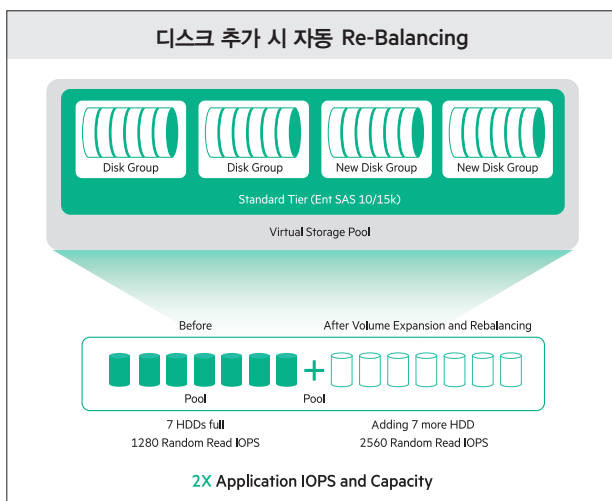 디스크 추가 시 자동 Re-Balancing
Disk Group Disk Group New Disk Group New Disk Group
Standard Tier (Ent SAS 10/15k)
Virtual Storage Pool
Before After Volume Expansion and Rebalancing
+
Pool Pool
7 HDDs full Adding 7 more HDD
1280 Random Read IOPS 2560 Random Read IOPS
2X Application IOPS and Capacity